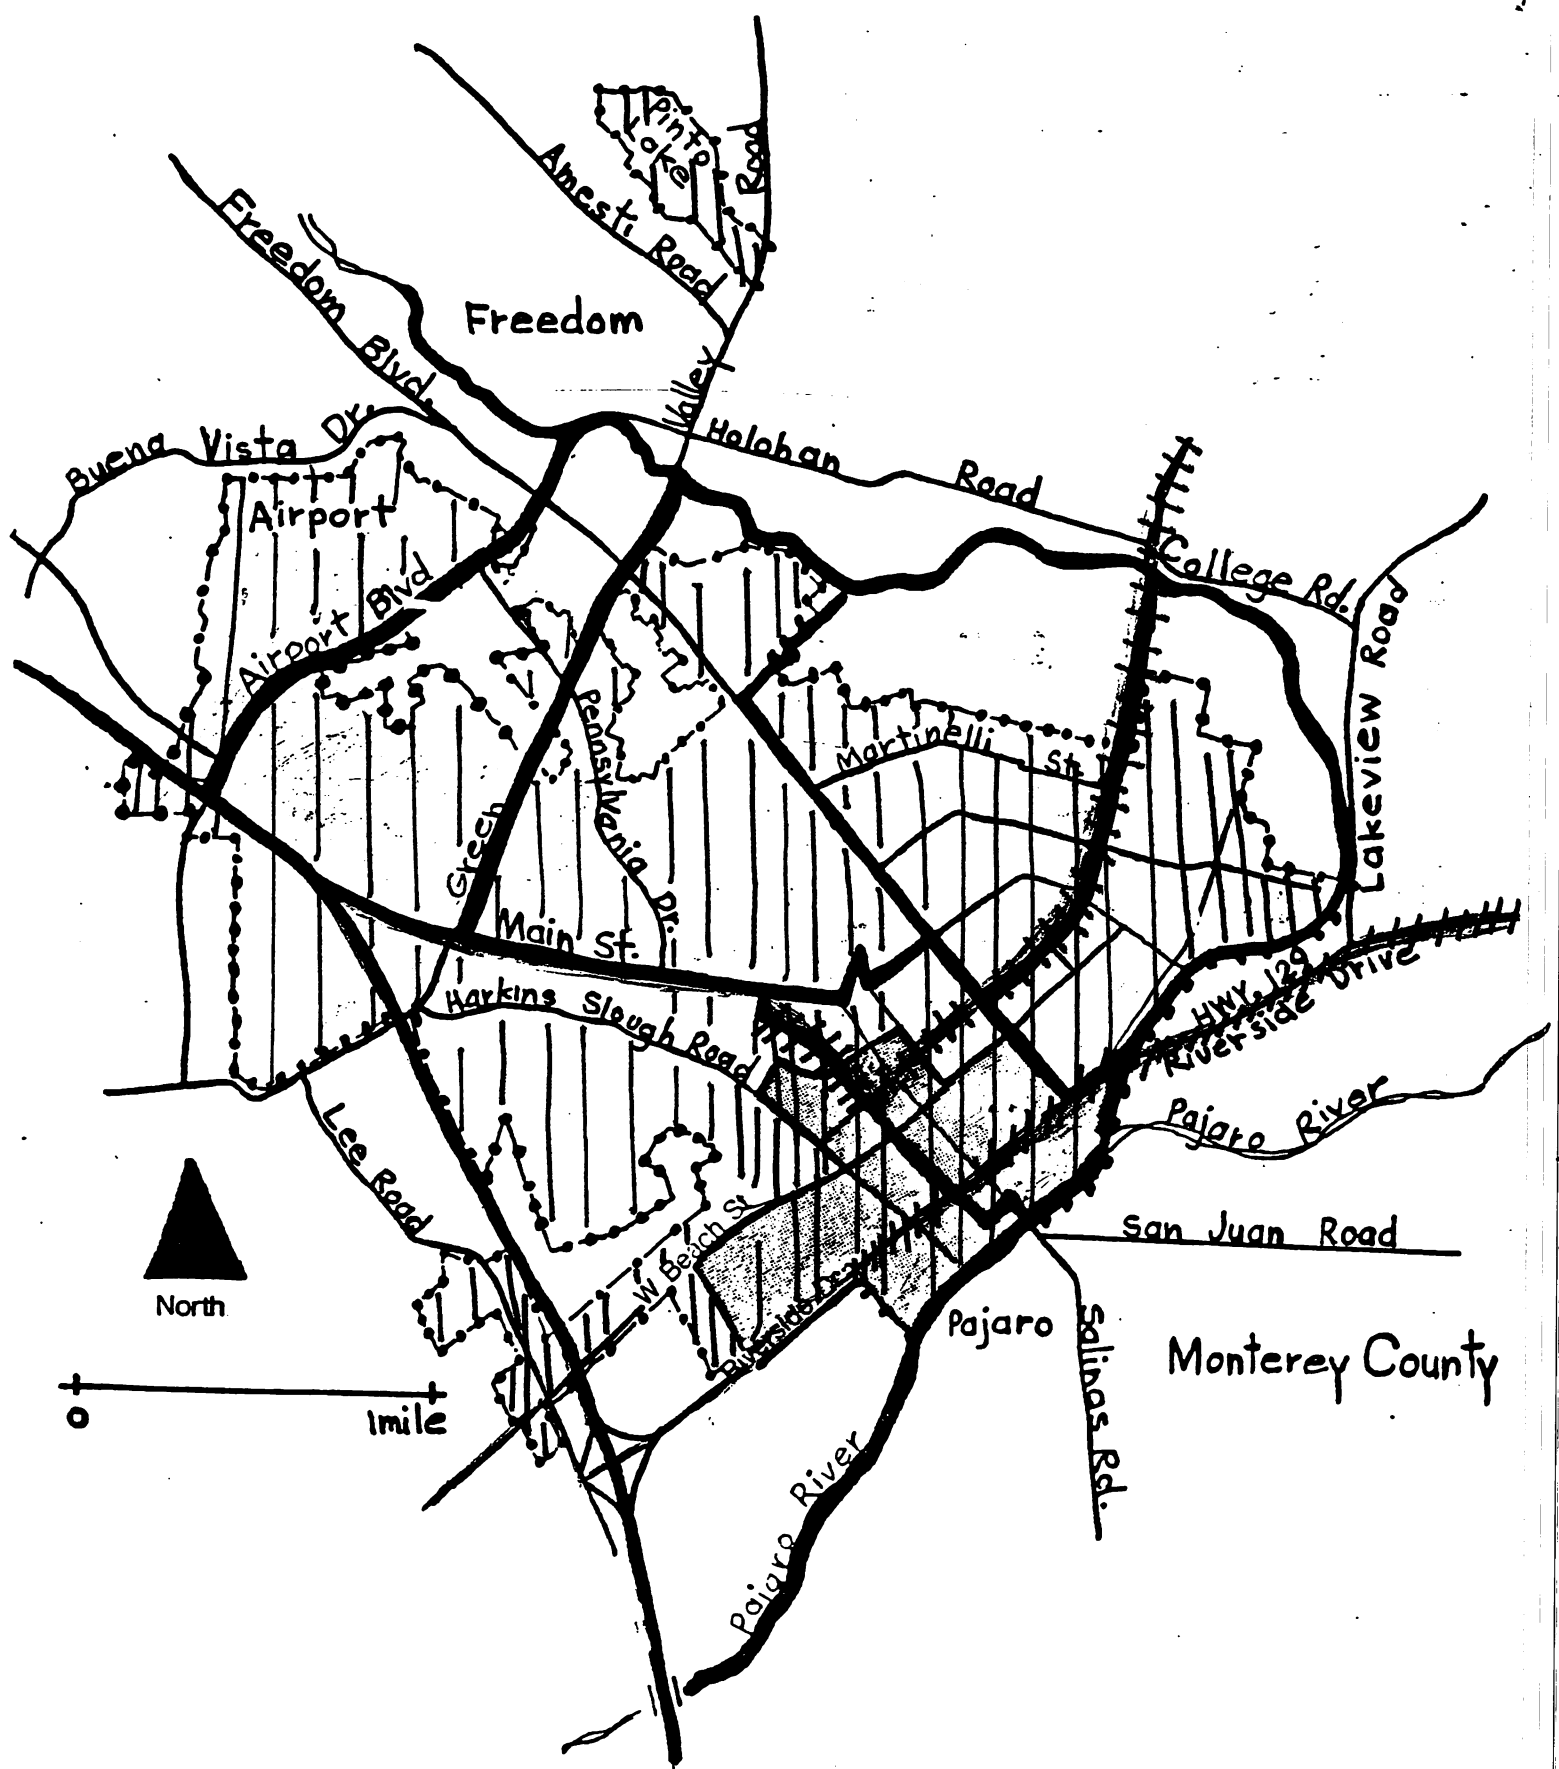 Pinto
Lake
Road
Amesti Road
Freedom Blvd.
Freedom
Valley
Holohan Road
Buena Vista Dr.
Airport
College Rd.
Airport Blvd
Lakeview Road
Pennsylvania Dr.
Martinelli St.
Green
Main St.
Harkins Slough Road
Hwy. 129
Riverside Drive
Pajaro River
Lee Road
W Beach St
San Juan Road
North
Riverside Dr.
Pajaro
Salinas Rd.
Monterey County
0
1mile
Pajaro River